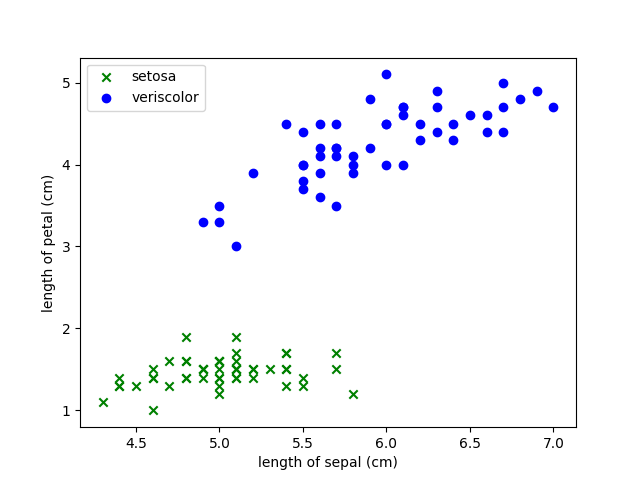 setosa
veriscolor
length of petal (cm)
5
4
3
2
1
4.5 5.0 5.5 6.0 6.5 7.0
length of sepal (cm)